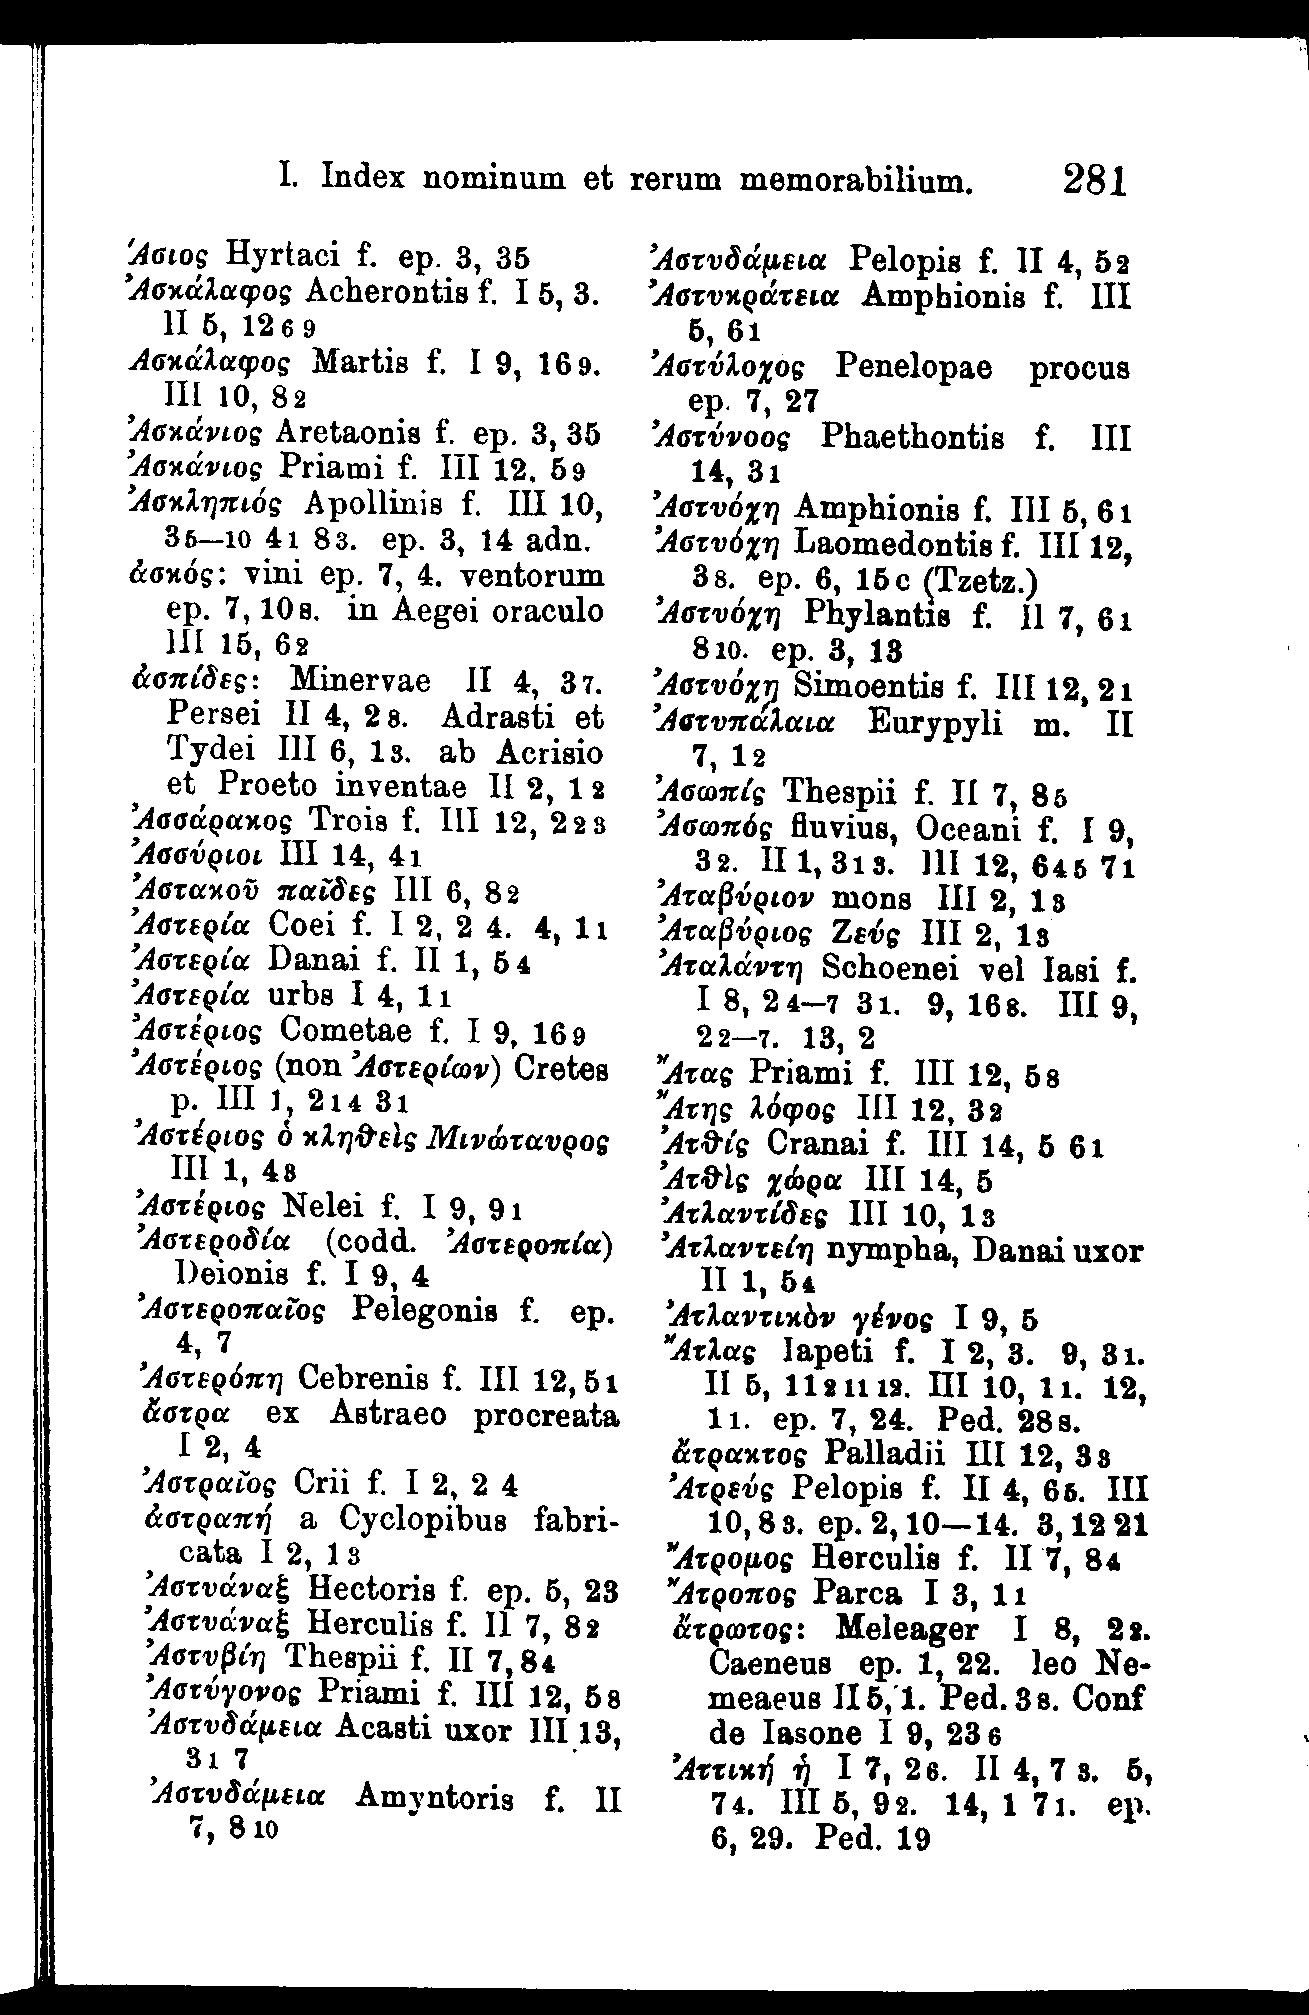 I. Index nominum et rerum memorabilium. 281
Ἄσιος Hyrtaci f. ep. 3, 35
Ἀσκάλαφος Acherontis f. I 5, 3.
II 5, 126 9
Ἀσκάλαφος Martis f. I 9, 16 9.
III 10, 8 2
Ἀσκάνιος Aretaonis f. ep. 3, 35
Ἀσκάνιος Priami f. III 12, 5 9
Ἀσκληπιός Apollinis f. III 10,
3 5—10 4 1 8 3. ep. 3, 14 adn.
ἀσκός: vini ep. 7, 4. ventorum
ep. 7, 10 s. in Aegei oraculo
III 15, 6 2
ἀσπίδες: Minervae II 4, 3 7.
Persei II 4, 2 8. Adrasti et
Tydei III 6, 1 3. ab Acrisio
et Proeto inventae II 2, 1 2
Ἀσσάρακος Trois f. III 12, 2 2 3
Ἀσσύριοι III 14, 4 1
Ἀστακοῦ παῖδες III 6, 8 2
Ἀστερία Coei f. I 2, 2 4. 4, 1 1
Ἀστερία Danai f. II 1, 5 4
Ἀστερία urbs I 4, 1 1
Ἀστέριος Cometae f. I 9, 16 9
Ἀστέριος (non Ἀστερίων) Cretes
p. III 1, 2 1 4 3 1
Ἀστέριος ὁ κληθεὶς Μινώταυρος
III 1, 4 3
Ἀστέριος Nelei f. I 9, 9 1
Ἀστεροδία (codd. Ἀστεροπία)
Deionis f. I 9, 4
Ἀστεροπαῖος Pelegonis f. ep.
4, 7
Ἀστερόπη Cebrenis f. III 12, 5 1
ἄστρα ex Astraeo procreata
I 2, 4
Ἀστραῖος Crii f. I 2, 2 4
ἀστραπή a Cyclopibus fabri-
cata I 2, 1 3
Ἀστυάναξ Hectoris f. ep. 5, 23
Ἀστυάναξ Herculis f. II 7, 8 2
Ἀστυβίη Thespii f. II 7, 8 4
Ἀστύγονος Priami f. III 12, 5 8
Ἀστυδάμεια Acasti uxor III 13,
3 1 7
Ἀστυδάμεια Amyntoris f. II
7, 8 10
Ἀστυδάμεια Pelopis f. II 4, 5 2
Ἀστυκράτεια Amphionis f. III
5, 6 1
Ἀστύλοχος Penelopae procus
ep. 7, 27
Ἀστύνοος Phaethontis f. III
14, 3 1
Ἀστυόχη Amphionis f. III 5, 6 1
Ἀστυόχη Laomedontis f. III 12,
3 8. ep. 6, 15 c (Tzetz.)
Ἀστυόχη Phylantis f. II 7, 6 1
8 10. ep. 3, 13
Ἀστυόχη Simoentis f. III 12, 2 1
Ἀστυπάλαια Eurypyli m. II
7, 1 2
Ἀσωπίς Thespii f. II 7, 8 5
Ἀσωπός fluvius, Oceani f. I 9,
3 2. II 1, 3 1 3. III 12, 6 4 5 7 1
Ἀταβύριον mons III 2, 1 3
Ἀταβύριος Ζεύς III 2, 1 3
Ἀταλάντη Schoenei vel Iasi f.
I 8, 2 4—7 3 1. 9, 16 8. III 9,
2 2—7. 13, 2
Ἄτας Priami f. III 12, 5 8
Ἄτης λόφος III 12, 3 2
Ἀτθίς Cranai f. III 14, 5 6 1
Ἀτθὶς χώρα III 14, 5
Ἀτλαντίδες III 10, 1 3
Ἀτλαντείη nympha, Danai uxor
II 1, 5 4
Ἀτλαντικὸν γένος I 9, 5
Ἄτλας Iapeti f. I 2, 3. 9, 3 1.
II 5, 11 2 11 12. III 10, 1 1. 12,
1 1. ep. 7, 24. Ped. 28 s.
ἄτρακτος Palladii III 12, 3 3
Ἀτρεύς Pelopis f. II 4, 6 5. III
10, 8 3. ep. 2, 10—14. 3, 12 21
Ἄτρομος Herculis f. II 7, 8 4
Ἄτροπος Parca I 3, 1 1
ἄτρωτος: Meleager I 8, 2 2.
Caeneus ep. 1, 22. leo Ne-
meaeus II 5, 1. Ped. 3 s. Conf
de Iasone I 9, 23 6
Ἀττική ἡ I 7, 2 6. II 4, 7 3. 5,
7 4. III 5, 9 2. 14, 1 7 1. ep.
6, 29. Ped. 19